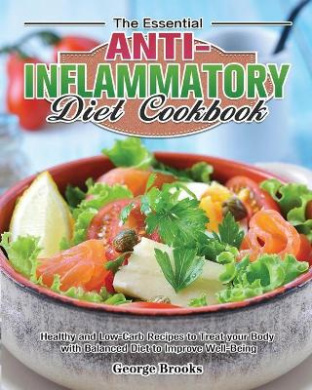 The Essential
ANTI-
INFLAMMATORY
Diet Cookbook
Healthy and Low-Carb Recipes to Treat your Body
with Balanced Diet to Improve Well-Being
George Brooks